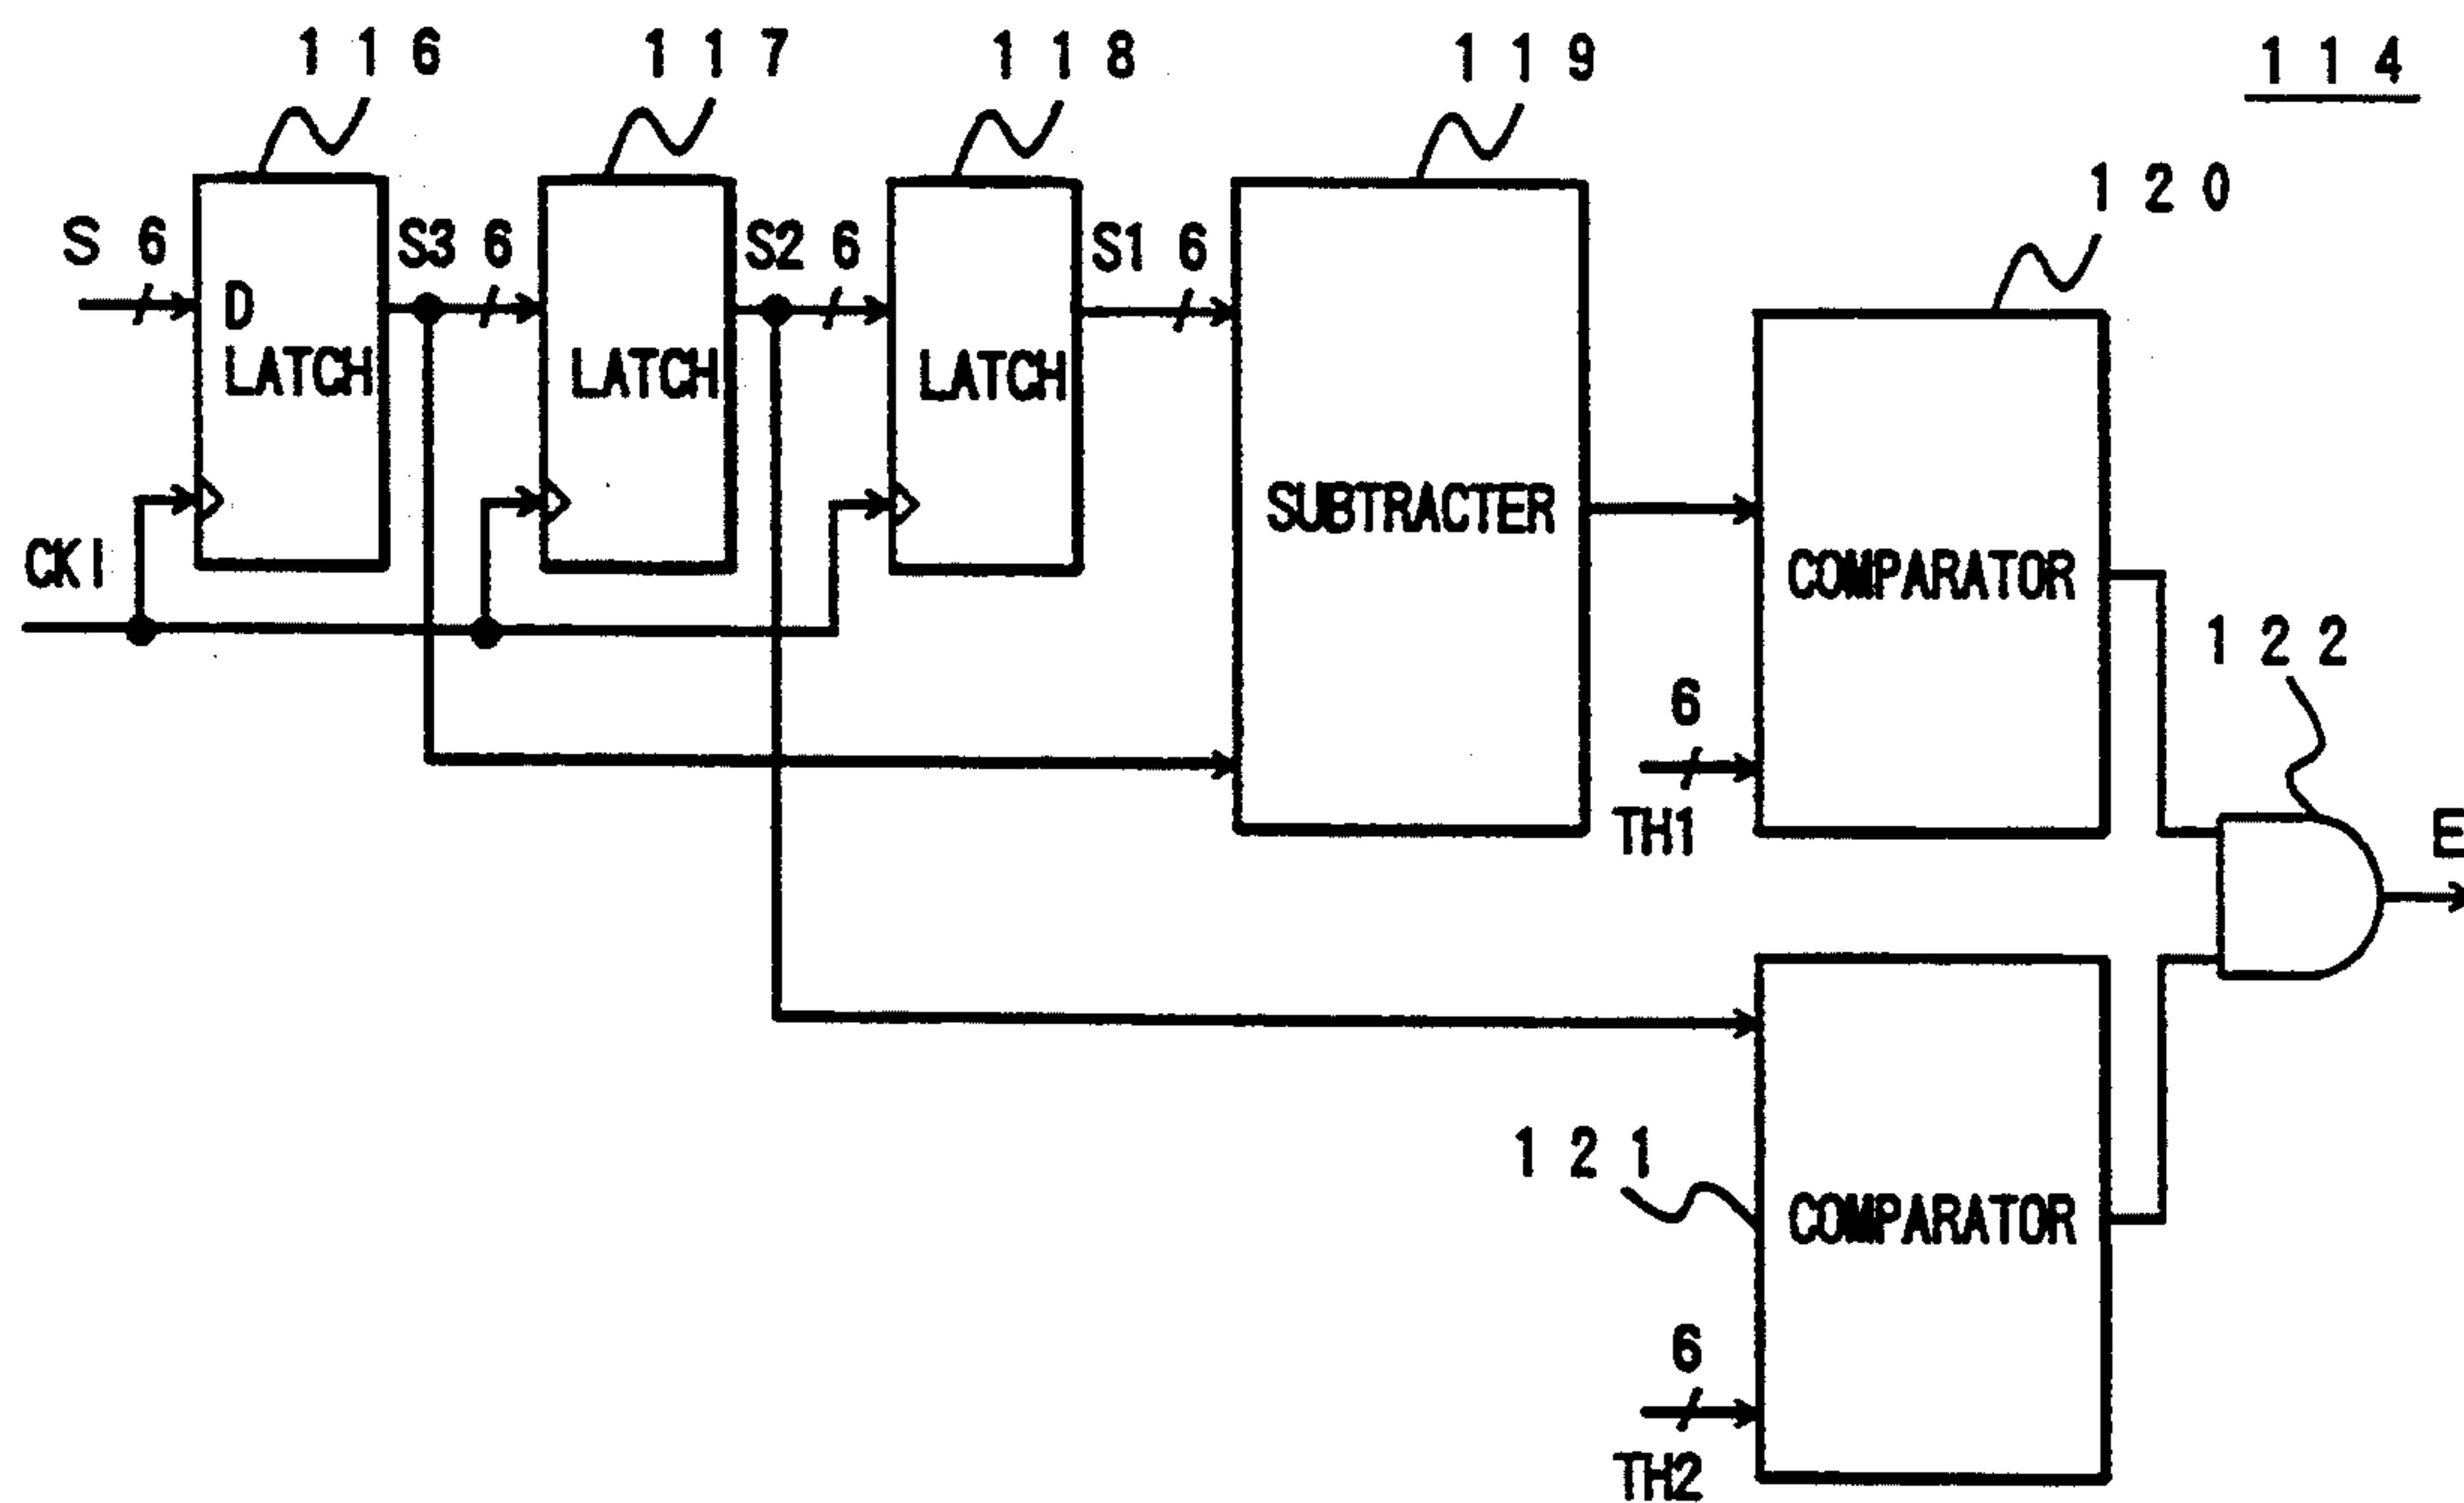 116
117
118
119
114
120
S 6
S3 6
S2 6
S1 6
D
LATCH
LATCH
LATCH
SUBTRACTER
COMPARATOR
CKI
122
6
TH1
E
121
COMPARATOR
6
TH2